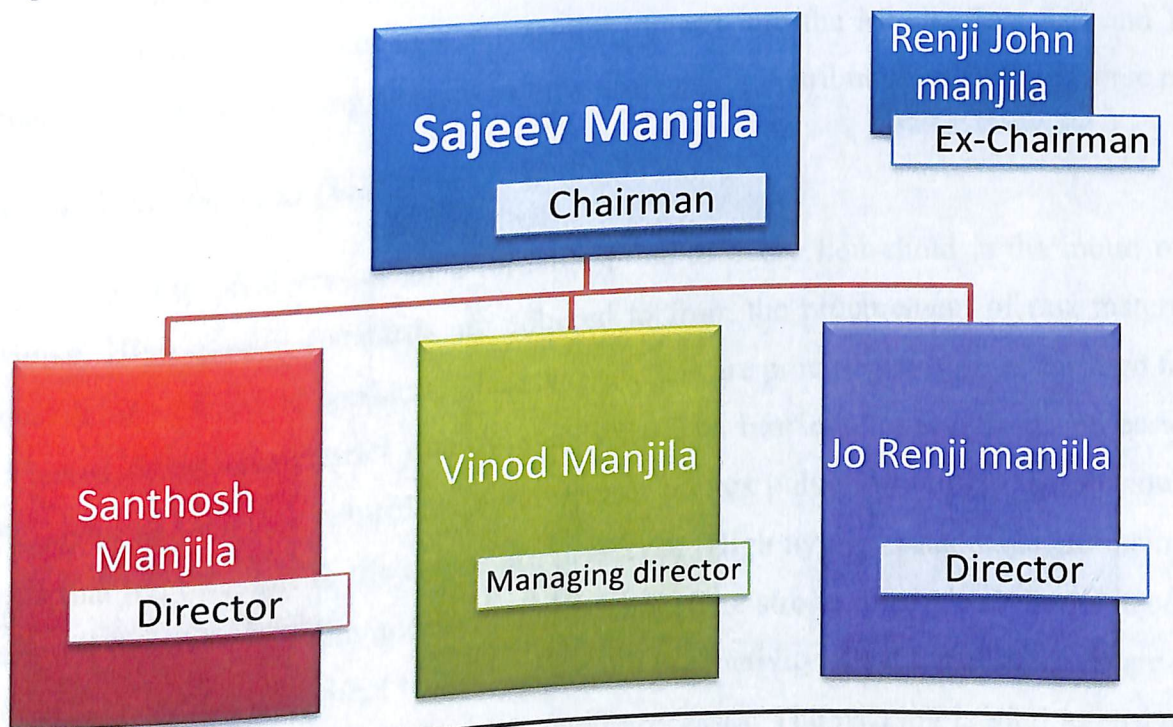 Sajeev Manjila
Chairman
Renji John
manjila
Ex-Chairman
Santhosh
Manjila
Director
Vinod Manjila
Managing director
Jo Renji manjila
Director